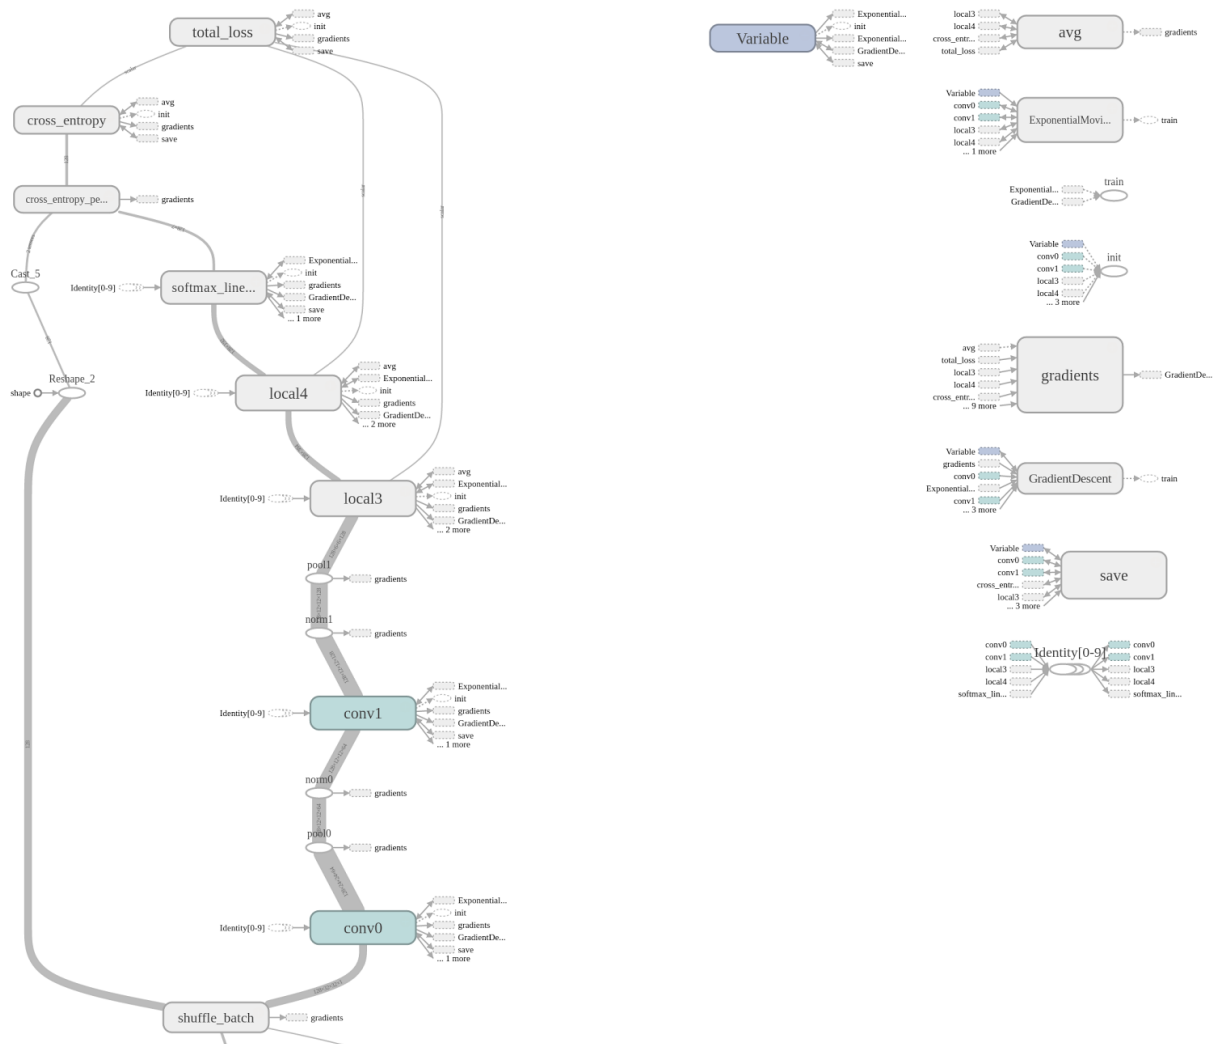 total_loss
avg
init
gradients
save
cross_entropy
avg
init
gradients
save
cross_entropy_pe...
gradients
Cast_5
Identity[0-9]
softmax_line...
Exponential...
init
gradients
GradientDe...
save
... 1 more
Reshape_2
shape
Identity[0-9]
local4
avg
Exponential...
init
gradients
GradientDe...
... 2 more
Identity[0-9]
local3
avg
Exponential...
init
gradients
GradientDe...
... 2 more
pool1
gradients
norm1
gradients
Identity[0-9]
conv1
Exponential...
init
gradients
GradientDe...
save
... 1 more
norm0
gradients
pool0
gradients
Identity[0-9]
conv0
Exponential...
init
gradients
GradientDe...
save
... 1 more
shuffle_batch
gradients
Variable
Exponential...
init
Exponential...
GradientDe...
save
local3
local4
cross_entr...
total_loss
avg
gradients
Variable
conv0
conv1
local3
local4
... 1 more
ExponentialMovi...
train
train
Exponential...
GradientDe...
Variable
conv0
conv1
local3
local4
... 3 more
init
avg
total_loss
local3
local4
cross_entr...
... 9 more
gradients
GradientDe...
Variable
gradients
conv0
Exponential...
conv1
... 3 more
GradientDescent
train
Variable
conv0
conv1
cross_entr...
local3
... 3 more
save
conv0
conv1
local3
local4
softmax_lin...
Identity[0-9]
conv0
conv1
local3
local4
softmax_lin...